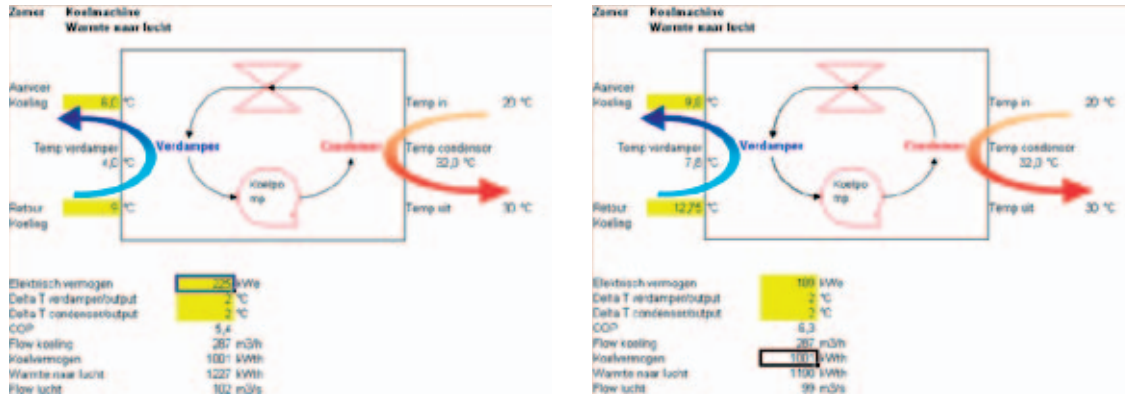 Zomer Koelmachine
Warmte naar lucht
Aanvoer
Koeling 6,0 °C
Temp in 20 °C
Temp verdamper
4,0 °C
Verdamper
Condensor
Temp condensor
32,0 °C
Koelpo
mp
Retour
Koeling
9 °C
Temp uit 30 °C
Elektrisch vermogen 225 kWe
Delta T verdamper/output 2 °C
Delta T condensor/output 2 °C
COP 5,4
Flow koeling 287 m3/h
Koelvermogen 1001 kWth
Warmte naar lucht 1227 kWth
Flow lucht 102 m3/s
Zomer Koelmachine
Warmte naar lucht
Aanvoer
Koeling °C
Temp in 20 °C
Temp verdamper
7,8 °C
Verdamper
Condensor
Temp condensor
32,0 °C
Koelpo
mp
Retour
Koeling
12,75 °C
Temp uit 30 °C
Elektrisch vermogen kWe
Delta T verdamper/output 2 °C
Delta T condensor/output 2 °C
COP 6,3
Flow koeling 287 m3/h
Koelvermogen 1001 kWth
Warmte naar lucht kWth
Flow lucht 99 m3/s